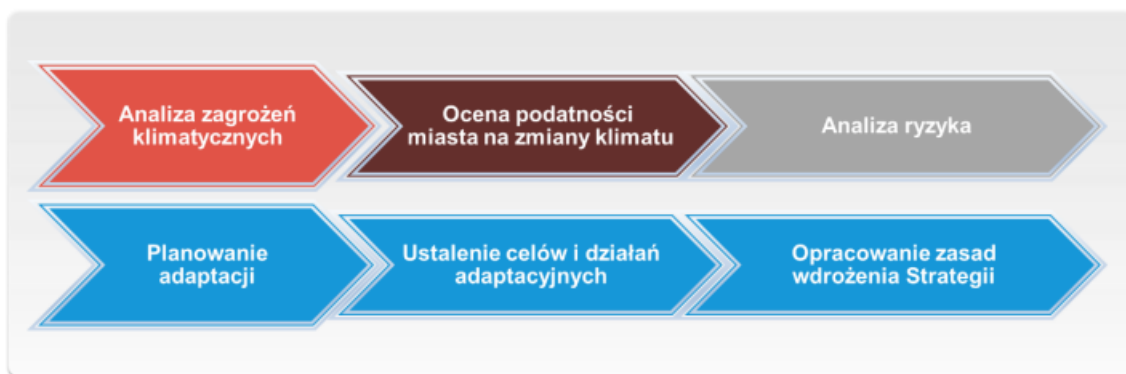 Analiza zagrożeń
klimatycznych
Ocena podatności
miasta na zmiany klimatu
Analiza ryzyka
Planowanie
adaptacji
Ustalenie celów i działań
adaptacyjnych
Opracowanie zasad
wdrożenia Strategii